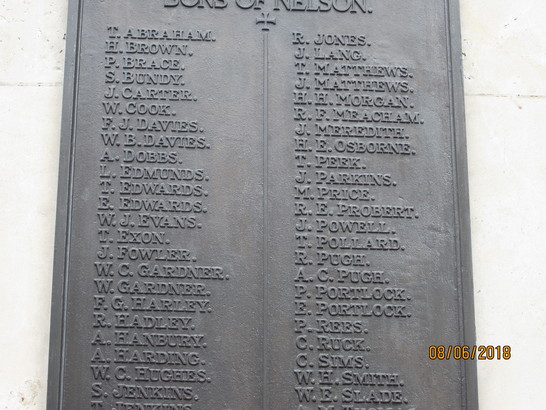 SONS OF NELSON.
T. ABRAHAM.
H. BROWN.
P. BRACE.
S. BUNDY.
J. CARTER.
W. COOK.
F. J. DAVIES.
W. B. DAVIES.
A. DOBBS.
L. EDMUNDS.
T. EDWARDS.
E. EDWARDS.
W. J. EVANS.
T. EXON.
J. FOWLER.
W. C. GARDNER.
W. GARDNER.
F. G. HARLEY.
R. HADLEY.
A. HANBURY.
A. HARDING.
W. C. HUGHES.
S. JENKINS.
T. JENKINS.
R. JONES.
J. LANG.
T. MATTHEWS.
J. MATTHEWS.
H. H. MORGAN.
R. F. MEACHAM.
J. MEREDITH.
H. E. OSBORNE.
T. PEEK.
J. PARKINS.
M. PRICE.
R. E. PROBERT.
J. POWELL.
T. POLLARD.
R. PUGH.
A. C. PUGH.
P. PORTLOCK.
E. PORTLOCK.
P. REES.
C. RUCK.
C. SIMS.
W. H. SMITH.
W. E. SLADE.
08/06/2018